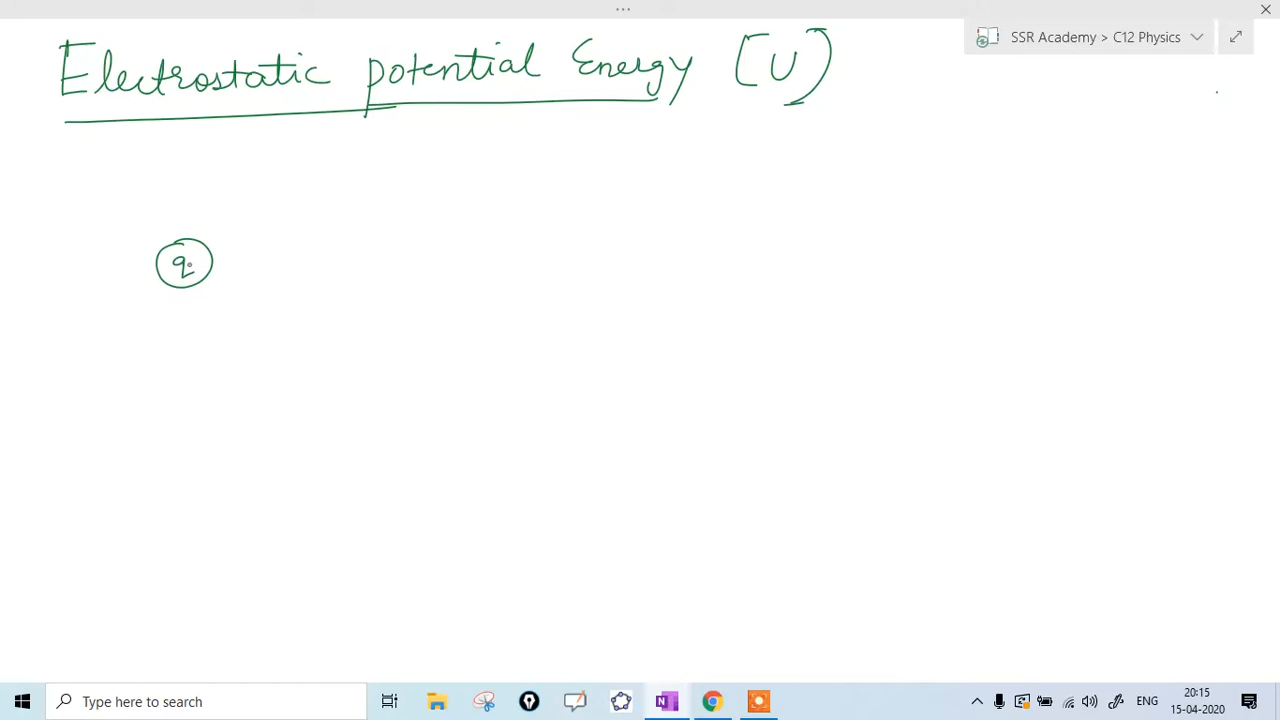 SSR Academy > C12 Physics
Electrostatic potential Energy [U]
q
Type here to search
ENG
20:15
15-04-2020